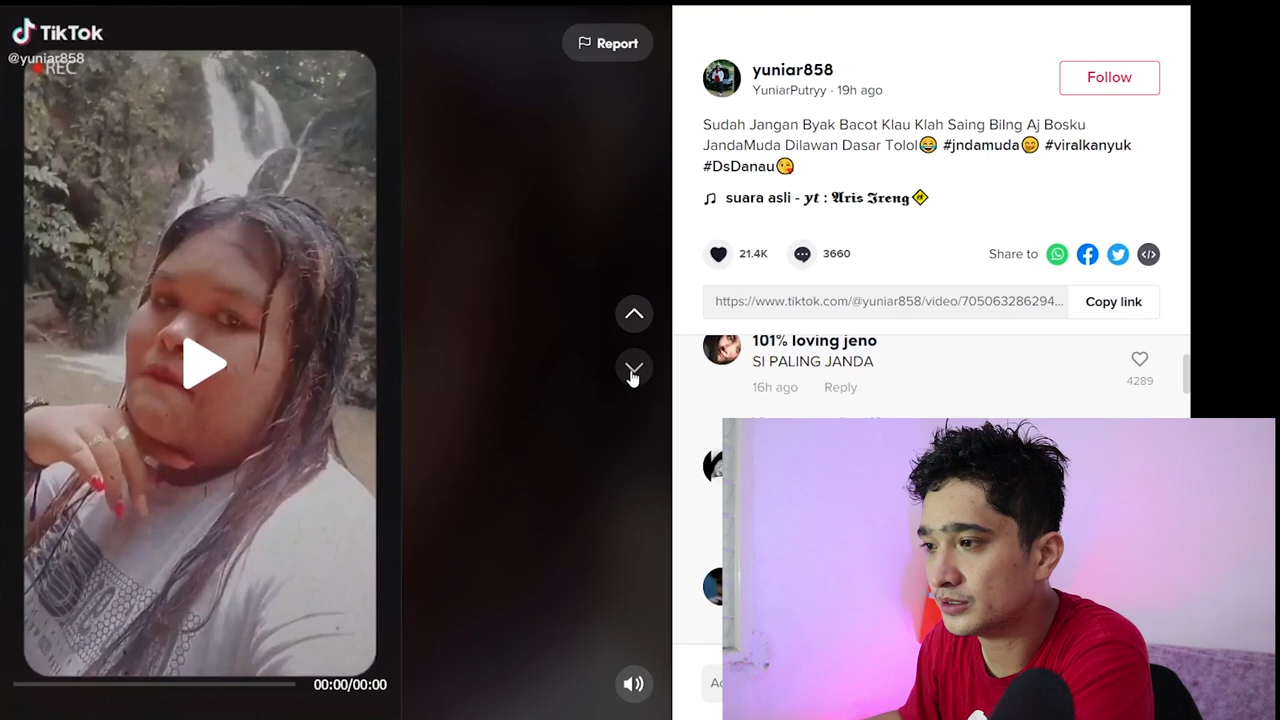 TikTok
@yuniar858
REC
00:00/00:00
Report
yuniar858
YuniarPutryy · 19h ago
Follow
Sudah Jangan Byak Bacot Klau Klah Saing Bilng Aj Bosku
JandaMuda Dilawan Dasar Tolol😂 #jndamuda😊 #viralkanyuk
#DsDanau😘
suara asli - yt : Aris Ireng
21.4K
3660
Share to
https://www.tiktok.com/@yuniar858/video/705063286294...
Copy link
101% loving jeno
SI PALING JANDA
16h ago
Reply
4289